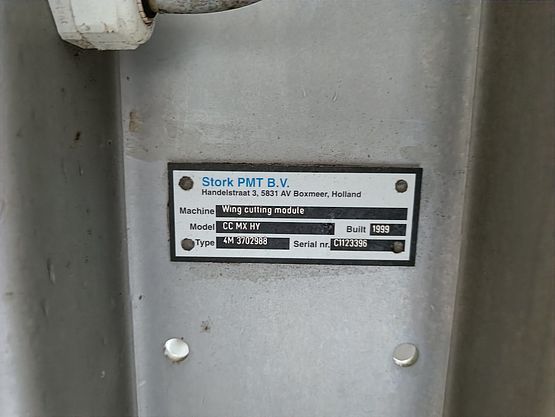 Stork PMT B.V.
Handelstraat 3, 5831 AV Boxmeer, Holland
Machine Wing cutting module
Model CC MX HY Built 1999
Type 4M 3702988 Serial nr. C1123396